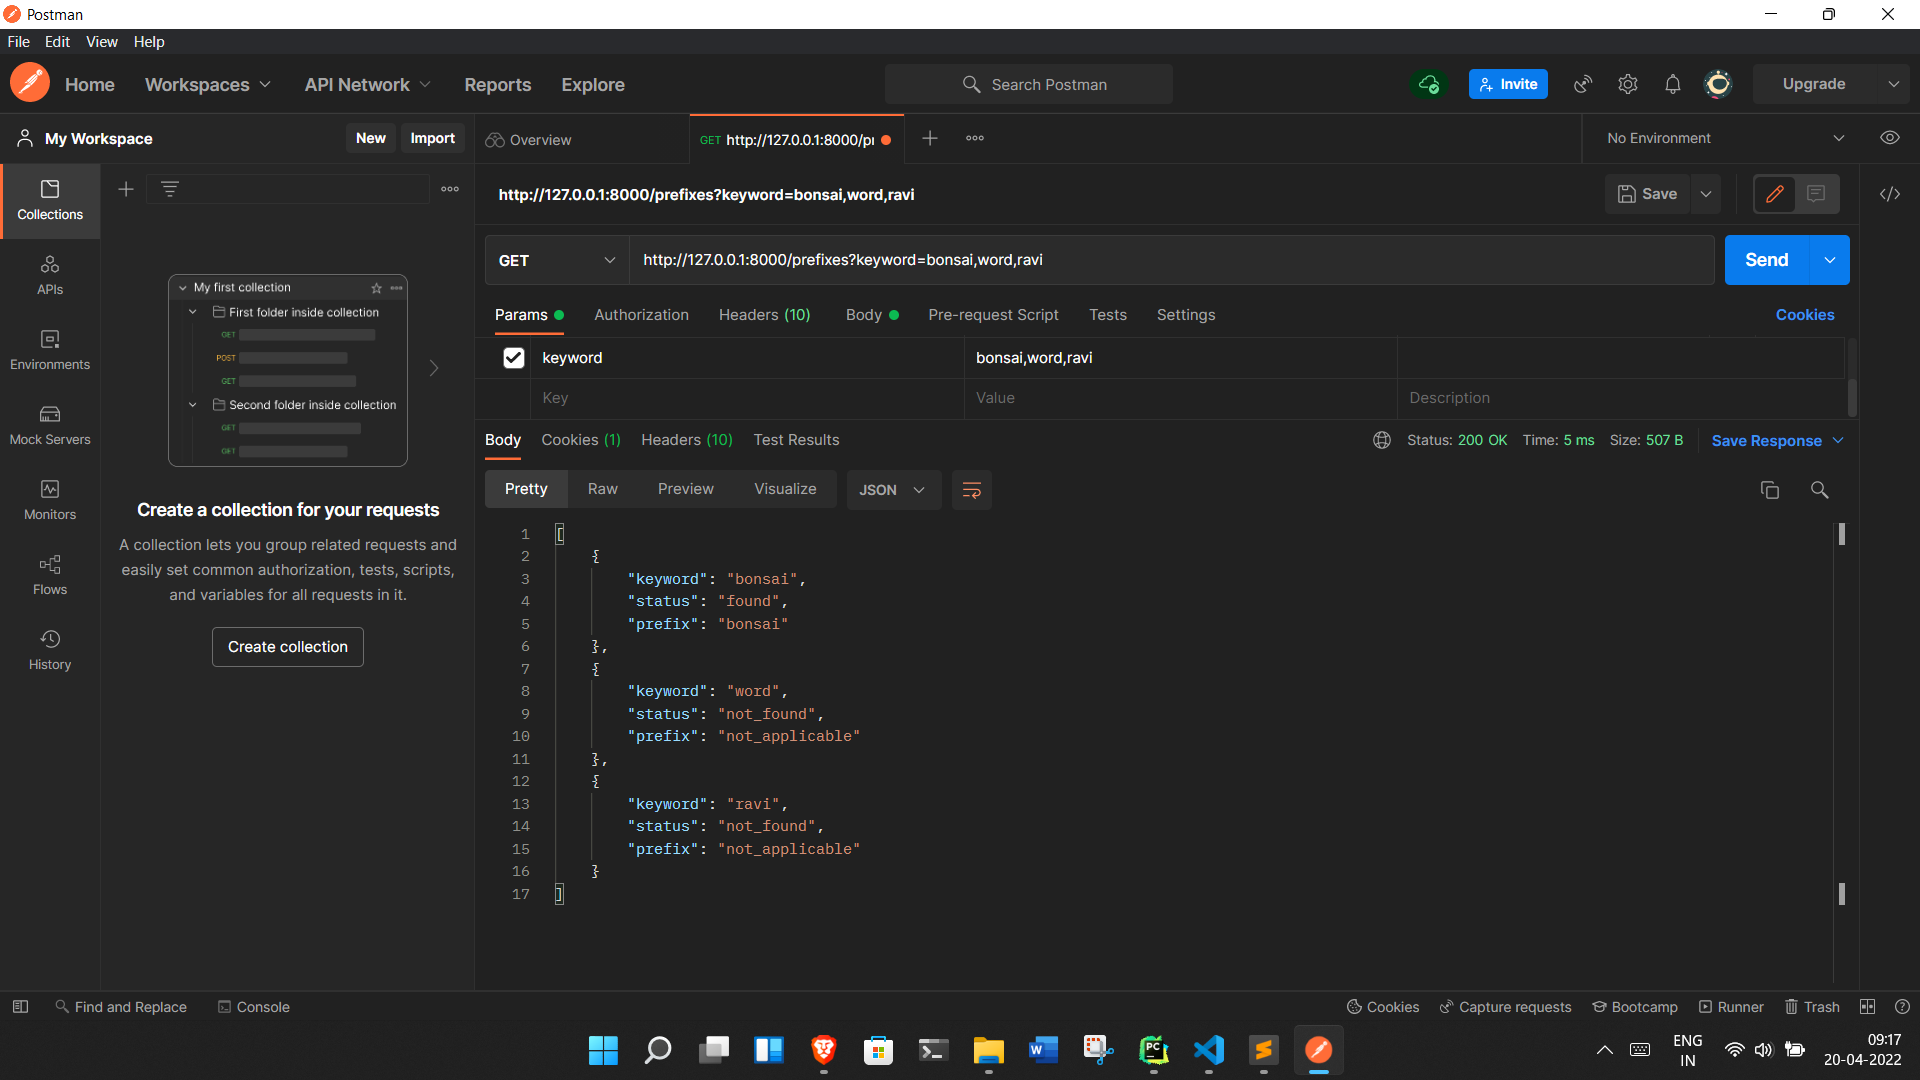 Postman
File Edit View Help
Home Workspaces API Network Reports Explore Search Postman Invite Upgrade
My Workspace New Import Overview GET http://127.0.0.1:8000/pr No Environment
Collections
APIs
Environments
Mock Servers
Monitors
Flows
History
My first collection
First folder inside collection
GET
POST
GET
Second folder inside collection
GET
GET
Create a collection for your requests
A collection lets you group related requests and
easily set common authorization, tests, scripts,
and variables for all requests in it.
Create collection
http://127.0.0.1:8000/prefixes?keyword=bonsai,word,ravi Save
GET http://127.0.0.1:8000/prefixes?keyword=bonsai,word,ravi Send
Params Authorization Headers (10) Body Pre-request Script Tests Settings Cookies
keyword bonsai,word,ravi
Key Value Description
Body Cookies (1) Headers (10) Test Results Status: 200 OK Time: 5 ms Size: 507 B Save Response
Pretty Raw Preview Visualize JSON
1 [
2 {
3 "keyword": "bonsai",
4 "status": "found",
5 "prefix": "bonsai"
6 },
7 {
8 "keyword": "word",
9 "status": "not_found",
10 "prefix": "not_applicable"
11 },
12 {
13 "keyword": "ravi",
14 "status": "not_found",
15 "prefix": "not_applicable"
16 }
17 ]
Find and Replace Console Cookies Capture requests Bootcamp Runner Trash
ENG
IN
09:17
20-04-2022